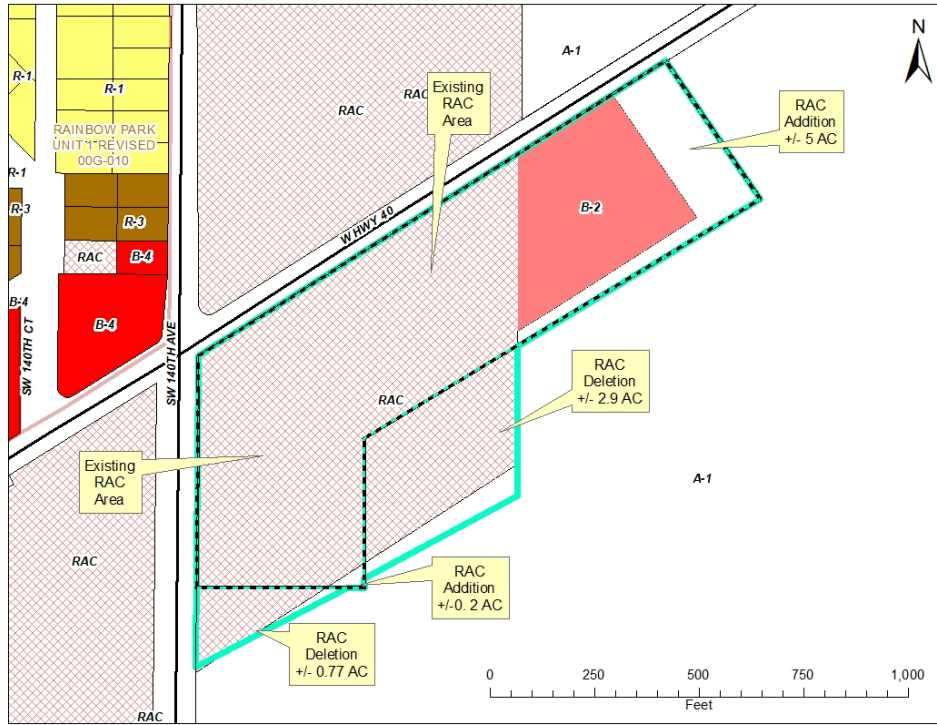 A-1
N
R-1
R-1
RAC
RAC
Existing
RAC
Area
RAC
Addition
+/- 5 AC
RAINBOW PARK
UNIT 1 REVISED
00G-010
R-1
R-3
R-3
B-2
W HWY 40
RAC
B-4
B-4
B-4
SW 140TH CT
SW 140TH AVE
RAC
Deletion
+/- 2.9 AC
RAC
Existing
RAC
Area
A-1
RAC
RAC
Addition
+/-0. 2 AC
RAC
Deletion
+/- 0.77 AC
0 250 500 750 1,000
Feet
RAC